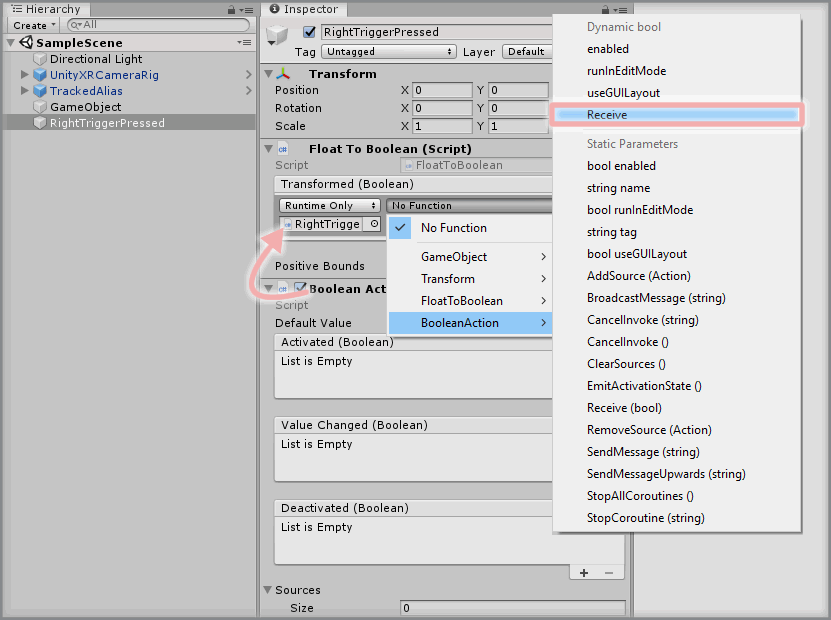 Hierarchy
Create
All
SampleScene
Directional Light
UnityXRCameraRig
TrackedAlias
GameObject
RightTriggerPressed
Inspector
RightTriggerPressed
Tag Untagged Layer Default
Transform
Position X 0 Y 0
Rotation X 0 Y 0
Scale X 1 Y 1
Float To Boolean (Script)
Script FloatToBoolean
Transformed (Boolean)
Runtime Only No Function
RightTrigge
Positive Bounds
Boolean Act
Script
Default Value
Activated (Boolean)
List is Empty
Value Changed (Boolean)
List is Empty
Deactivated (Boolean)
List is Empty
Sources
Size 0
No Function
GameObject
Transform
FloatToBoolean
BooleanAction
Dynamic bool
enabled
runInEditMode
useGUILayout
Receive
Static Parameters
bool enabled
string name
bool runInEditMode
string tag
bool useGUILayout
AddSource (Action)
BroadcastMessage (string)
CancelInvoke (string)
CancelInvoke ()
ClearSources ()
EmitActivationState ()
Receive (bool)
RemoveSource (Action)
SendMessage (string)
SendMessageUpwards (string)
StopAllCoroutines ()
StopCoroutine (string)